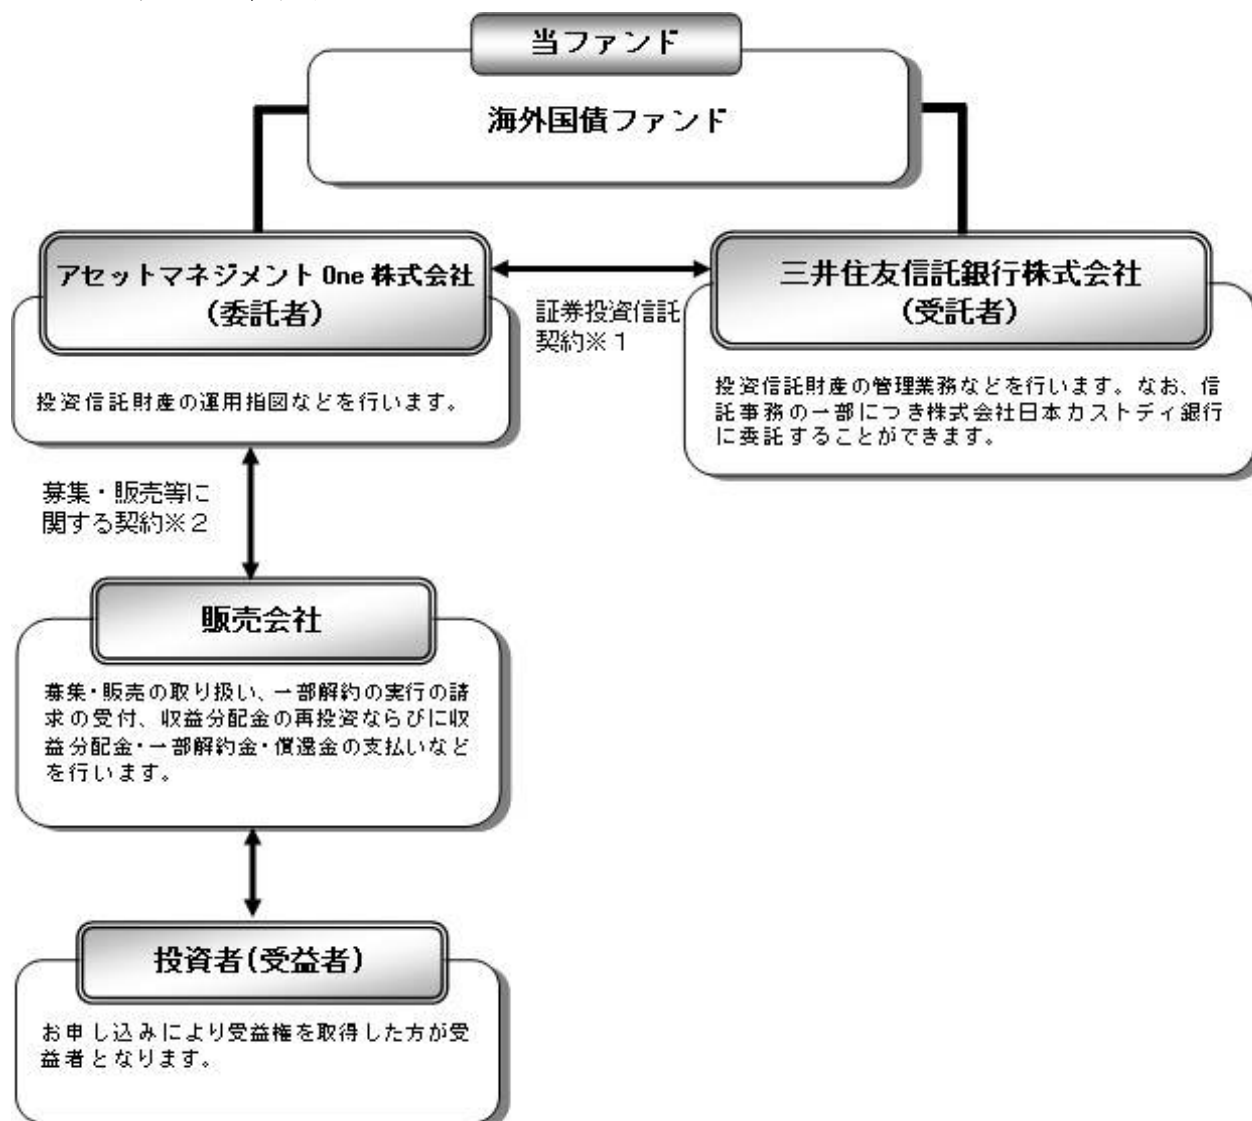 当ファンド
海外国債ファンド
アセットマネジメント One 株式会社
(委託者)
投資信託財産の運用指図などを行います。
証券投資信託
契約※１
三井住友信託銀行株式会社
(受託者)
投資信託財産の管理業務などを行います。なお、信
託事務の一部につき株式会社日本カストディ銀行
に委託することができます。
募集・販売等に
関する契約※２
販売会社
募集・販売の取り扱い、一部解約の実行の請
求の受付、収益分配金の再投資ならびに収
益分配金・一部解約金・償還金の支払いなど
を行います。
投資者(受益者)
お申し込みにより受益権を取得した方が受
益者となります。